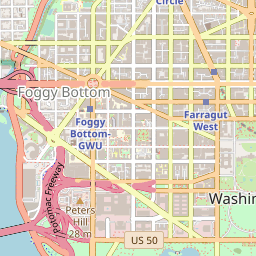 Circle
Foggy Bottom
Foggy
Bottom-
GWU
Farragut
West
Potomac Freeway
Washin
Peters
Hill
28 m
US 50